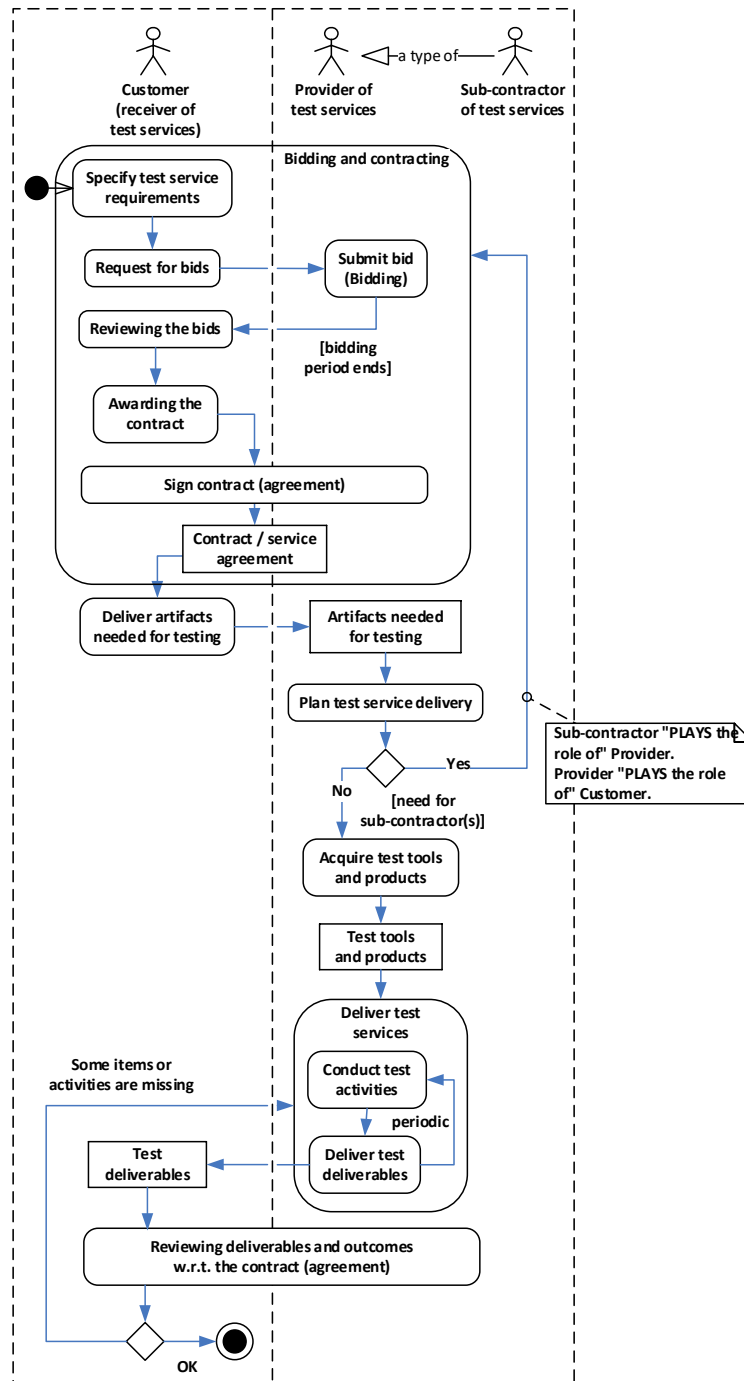 a type of
Customer
(receiver of
test services)
Provider of
test services
Sub-contractor
of test services
Bidding and contracting
Specify test service
requirements
Request for bids
Submit bid
(Bidding)
Reviewing the bids
[bidding
period ends]
Awarding the
contract
Sign contract (agreement)
Contract / service
agreement
Deliver artifacts
needed for testing
Artifacts needed
for testing
Plan test service delivery
Sub-contractor "PLAYS the
role of" Provider.
Provider "PLAYS the role
of" Customer.
Yes
No
[need for
sub-contractor(s)]
Acquire test tools
and products
Test tools
and products
Deliver test
services
Some items or
activities are missing
Conduct test
activities
periodic
Deliver test
deliverables
Test
deliverables
Reviewing deliverables and outcomes
w.r.t. the contract (agreement)
OK